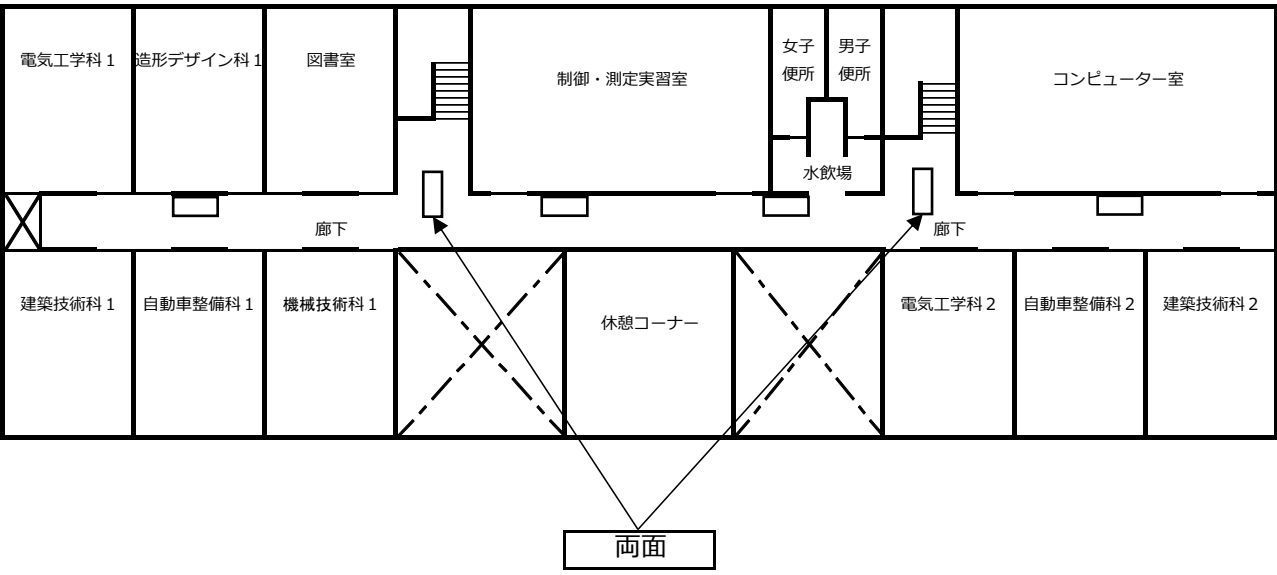 電気工学科１
造形デザイン科１
図書室
制御・測定実習室
女子
便所
男子
便所
コンピューター室
水飲場
廊下
廊下
建築技術科１
自動車整備科１
機械技術科１
休憩コーナー
電気工学科２
自動車整備科２
建築技術科２
両面